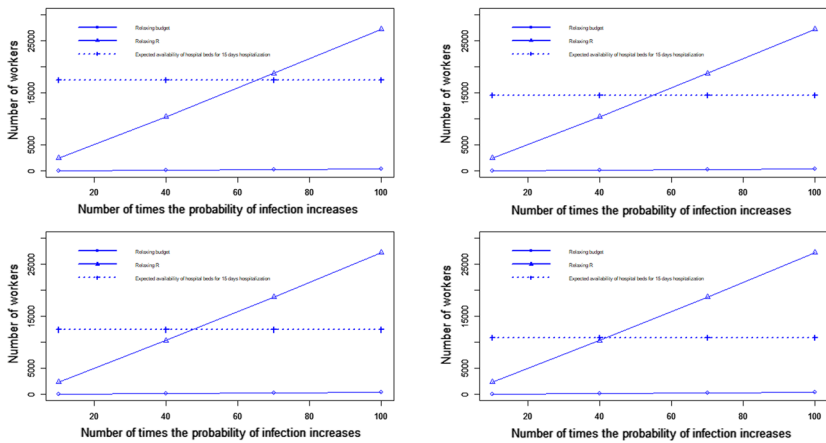 Number of workers
25000
15000
5000
0
Relaxing budget
Relaxing R
Expected availability of hospital beds for 15 days hospitalization
20 40 60 80 100
Number of times the probability of infection increases
Number of workers
25000
15000
5000
0
Relaxing budget
Relaxing R
Expected availability of hospital beds for 15 days hospitalization
20 40 60 80 100
Number of times the probability of infection increases
Number of workers
25000
15000
5000
0
Relaxing budget
Relaxing R
Expected availability of hospital beds for 15 days hospitalization
20 40 60 80 100
Number of times the probability of infection increases
Number of workers
25000
15000
5000
0
Relaxing budget
Relaxing R
Expected availability of hospital beds for 15 days hospitalization
20 40 60 80 100
Number of times the probability of infection increases